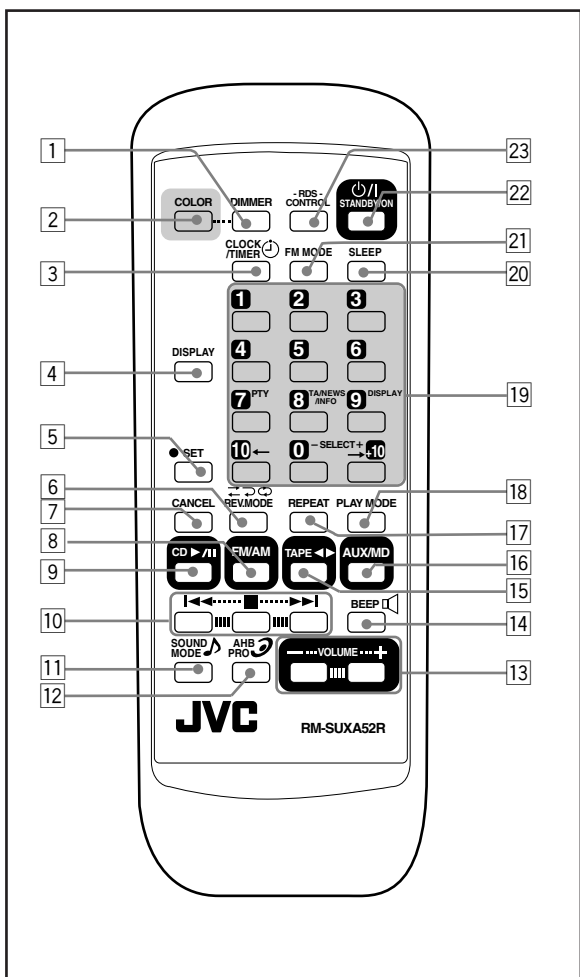 1
23
- RDS -
COLOR DIMMER CONTROL ⏻/I
STANDBY/ON
2
22
CLOCK
/TIMER FM MODE SLEEP
3
21
20
1 2 3
DISPLAY 4 5 6
4
19
7 PTY 8 TA/NEWS
/INFO 9 DISPLAY
5
● SET 10 ← 0 – SELECT + → +10
6
18
CANCEL REV.MODE REPEAT PLAY MODE
7
17
8
CD ►/II FM/AM TAPE ◄► AUX/MD
9
16
15
10
I◄◄ ■ ►►I BEEP
14
11
SOUND
MODE AHB
PRO – VOLUME +
12
13
JVC RM-SUXA52R